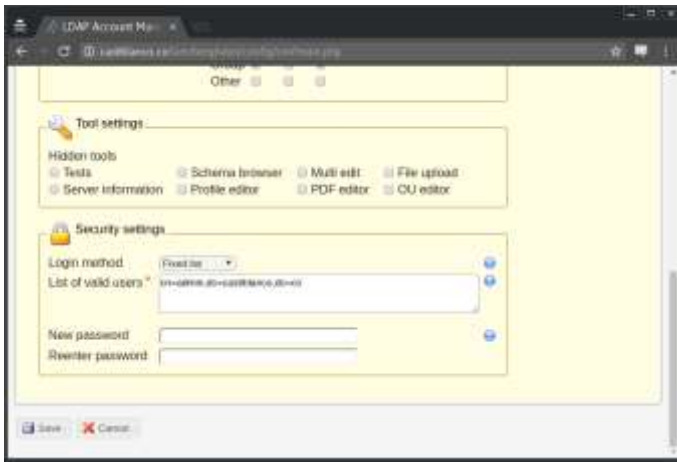 LDAP Account Man
Group
Other
Tool settings
Hidden tools
Tests Schema browser Multi edit File upload
Server information Profile editor PDF editor OU editor
Security settings
Login method Fixed list
List of valid users *
New password
Reenter password
Save Cancel